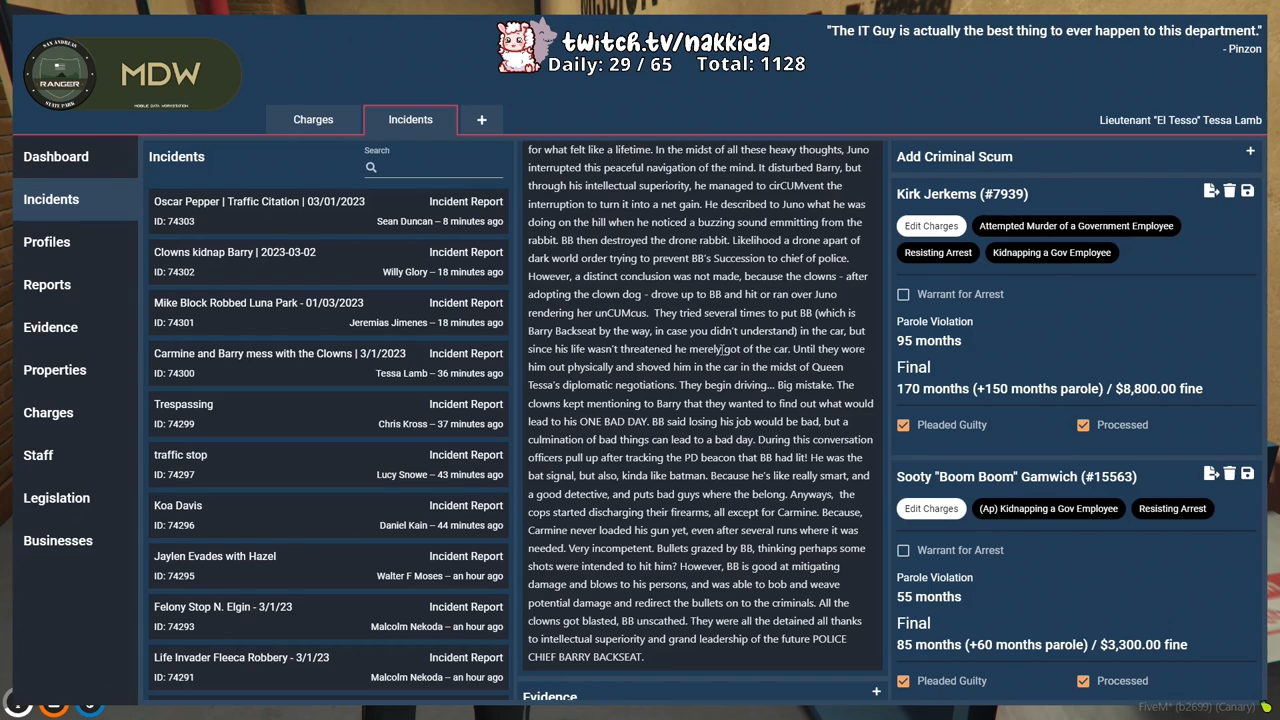 MISSION
"The IT Guy is actually the best thing to ever happen to this department."
- Pinzon
twitch.tv/nakkida
Daily: 29 / 65 Total: 1128
SAN ANDREAS
RANGER
STATE PARK
MDW
MOBILE DATA WORKSTATION
Charges
Incidents
+
Lieutenant "El Tesso" Tessa Lamb
Dashboard
Incidents
Profiles
Reports
Evidence
Papers
Charges
Staff
Legislation
Businesses
Incidents
Search
Oscar Pepper | Traffic Citation | 03/01/2023 Incident Report
ID: 74303 Sean Duncan – 8 minutes ago
Clowns kidnap Barry | 2023-03-02 Incident Report
ID: 74302 Willy Glory – 18 minutes ago
Mike Block Robbed Luna Park - 01/03/2023 Incident Report
ID: 74301 Jeremias Jimenes – 18 minutes ago
Carmine and Barry mess with the Clowns | 3/1/2023 Incident Report
ID: 74300 Tessa Lamb – 36 minutes ago
Trespassing Incident Report
ID: 74299 Chris Kross – 37 minutes ago
traffic stop Incident Report
ID: 74297 Lucy Snowe – 43 minutes ago
Koa Davis Incident Report
ID: 74296 Daniel Kain – 44 minutes ago
Jaylen Evades with Hazel Incident Report
ID: 74295 Walter F Moses – an hour ago
Felony Stop N. Elgin - 3/1/23 Incident Report
ID: 74293 Malcolm Nekoda – an hour ago
Life Invader Fleeca Robbery - 3/1/23 Incident Report
ID: 74291 Malcolm Nekoda – an hour ago
for what felt like a lifetime. In the midst of all these heavy thoughts, Juno
interrupted this peaceful navigation of the mind. It disturbed Barry, but
through his intellectual superiority, he managed to cirCUMvent the
interruption to turn it into a net gain. He described to Juno what he was
doing on the hill when he noticed a buzzing sound emmitting from the
rabbit. BB then destroyed the drone rabbit. Likelihood a drone apart of
dark world order trying to prevent BB's Succession to chief of police.
However, a distinct conclusion was not made, because the clowns - after
adopting the clown dog - drove up to BB and hit or ran over Juno
rendering her unCUMcus. They tried several times to put BB (which is
Barry Backseat by the way, in case you didn't understand) in the car, but
since his life wasn't threatened he merely got of the car. Until they wore
him out physically and shoved him in the car in the midst of Queen
Tessa's diplomatic negotiations. They begin driving... Big mistake. The
clowns kept mentioning to Barry that they wanted to find out what would
lead to his ONE BAD DAY. BB said losing his job would be bad, but a
culmination of bad things can lead to a bad day. During this conversation
officers pull up after tracking the PD beacon that BB had lit! He was the
bat signal, but also, kinda like batman. Because he's like really smart, and
a good detective, and puts bad guys where the belong. Anyways, the
cops started discharging their firearms, all except for Carmine. Because,
Carmine never loaded his gun yet, even after several runs where it was
needed. Very incompetent. Bullets grazed by BB, thinking perhaps some
shots were intended to hit him? However, BB is good at mitigating
damage and blows to his persons, and was able to bob and weave
potential damage and redirect the bullets on to the criminals. All the
clowns got blasted, BB unscathed. They were all the detained all thanks
to intellectual superiority and grand leadership of the future POLICE
CHIEF BARRY BACKSEAT.
Evidence +
Add Criminal Scum +
Kirk Jerkems (#7939)
Edit Charges Attempted Murder of a Government Employee
Resisting Arrest Kidnapping a Gov Employee
Warrant for Arrest
Parole Violation
95 months
Final
170 months (+150 months parole) / $8,800.00 fine
Pleaded Guilty Processed
Sooty "Boom Boom" Gamwich (#15563)
Edit Charges (Ap) Kidnapping a Gov Employee Resisting Arrest
Warrant for Arrest
Parole Violation
55 months
Final
85 months (+60 months parole) / $3,300.00 fine
Pleaded Guilty Processed
FiveM* (b2699) (Canary)